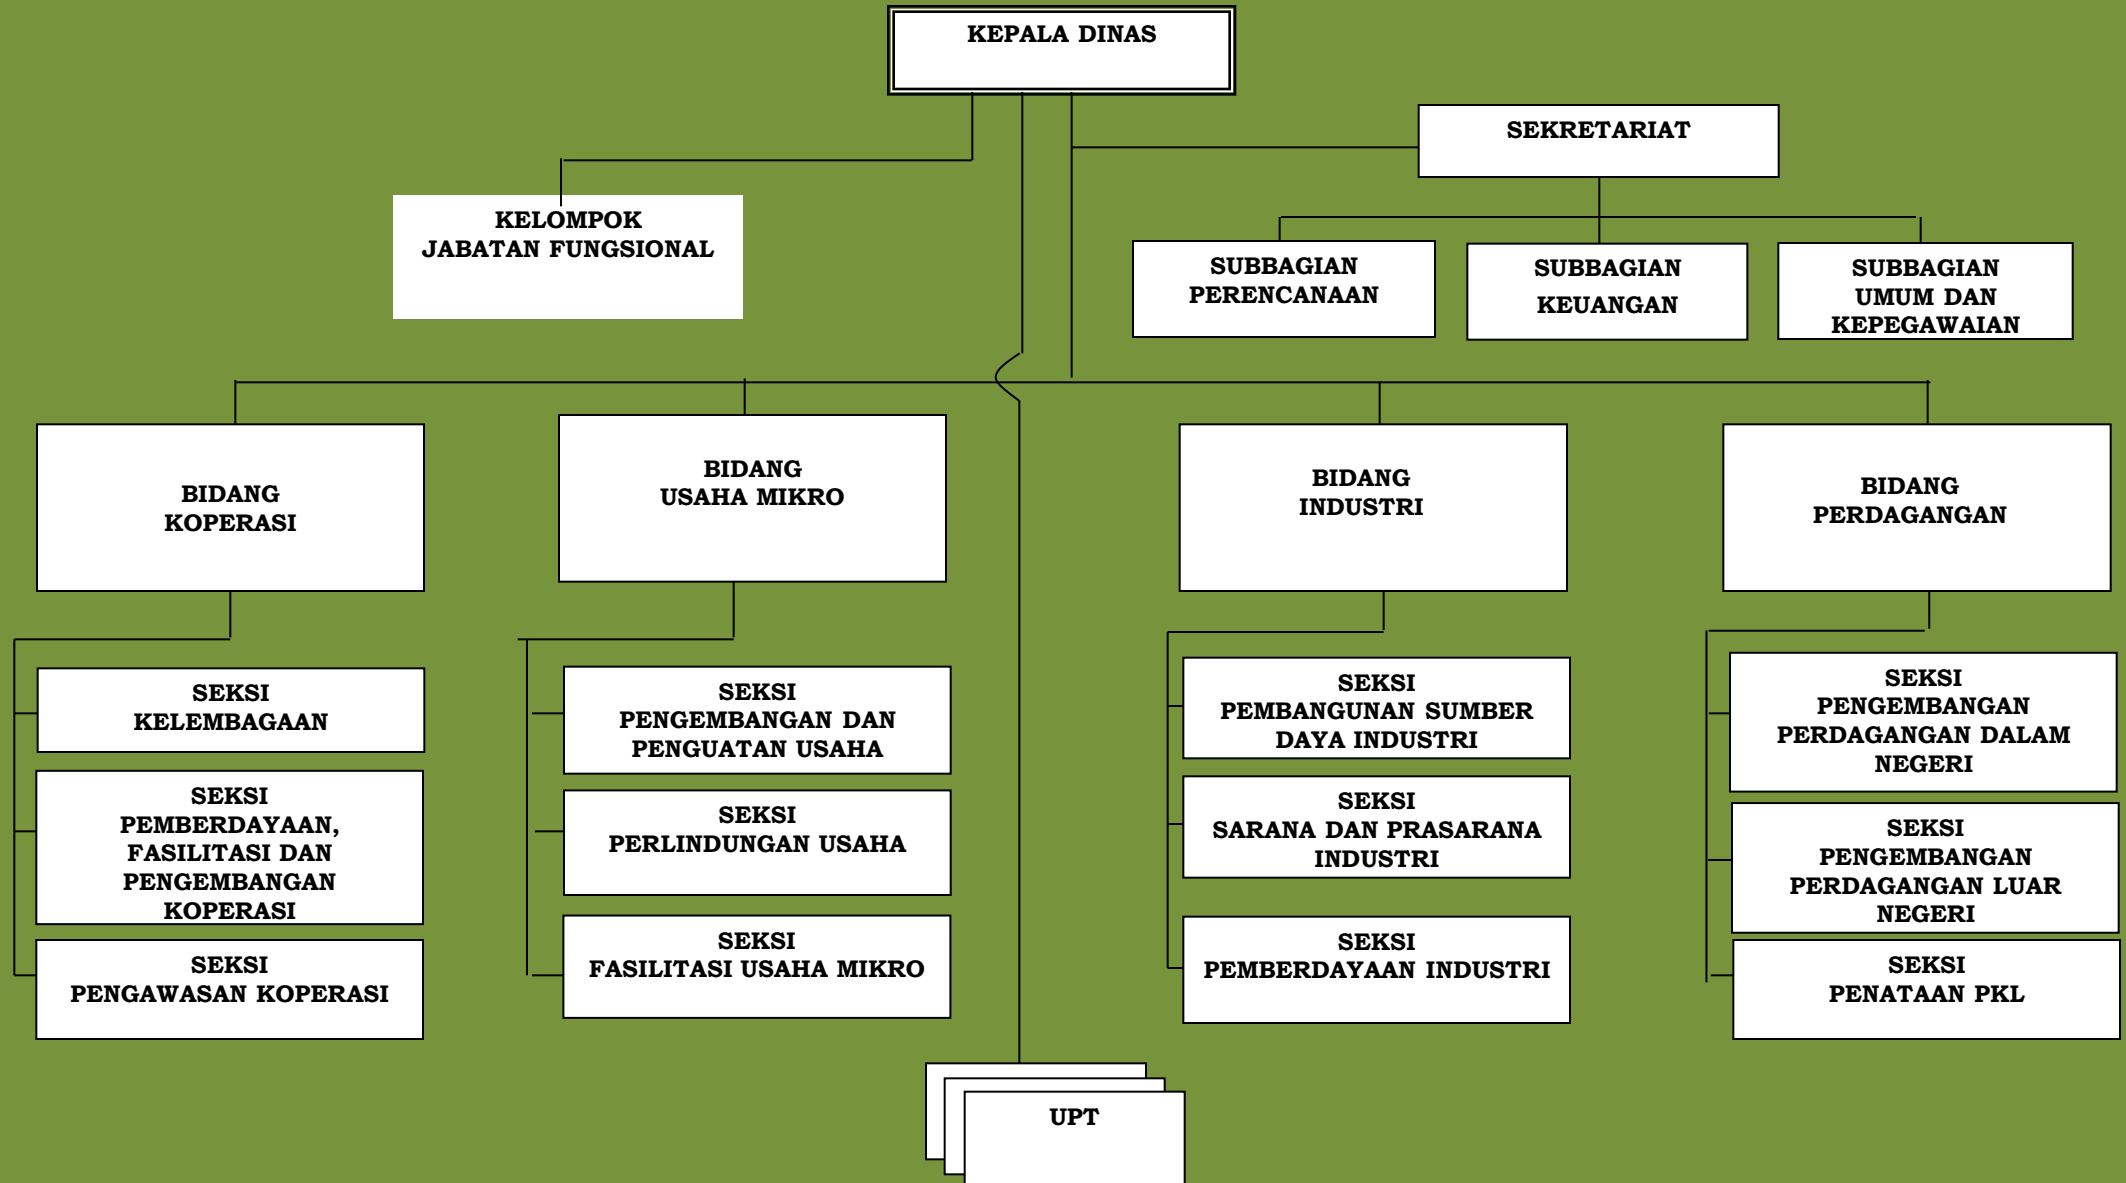 KEPALA DINAS
SEKRETARIAT
KELOMPOK
JABATAN FUNGSIONAL
SUBBAGIAN
PERENCANAAN
SUBBAGIAN
KEUANGAN
SUBBAGIAN
UMUM DAN
KEPEGAWAIAN
BIDANG
KOPERASI
BIDANG
USAHA MIKRO
BIDANG
INDUSTRI
BIDANG
PERDAGANGAN
SEKSI
KELEMBAGAAN
SEKSI
PEMBERDAYAAN,
FASILITASI DAN
PENGEMBANGAN
KOPERASI
SEKSI
PENGAWASAN KOPERASI
SEKSI
PENGEMBANGAN DAN
PENGUATAN USAHA
SEKSI
PERLINDUNGAN USAHA
SEKSI
FASILITASI USAHA MIKRO
SEKSI
PEMBANGUNAN SUMBER
DAYA INDUSTRI
SEKSI
SARANA DAN PRASARANA
INDUSTRI
SEKSI
PEMBERDAYAAN INDUSTRI
SEKSI
PENGEMBANGAN
PERDAGANGAN DALAM
NEGERI
SEKSI
PENGEMBANGAN
PERDAGANGAN LUAR
NEGERI
SEKSI
PENATAAN PKL
UPT